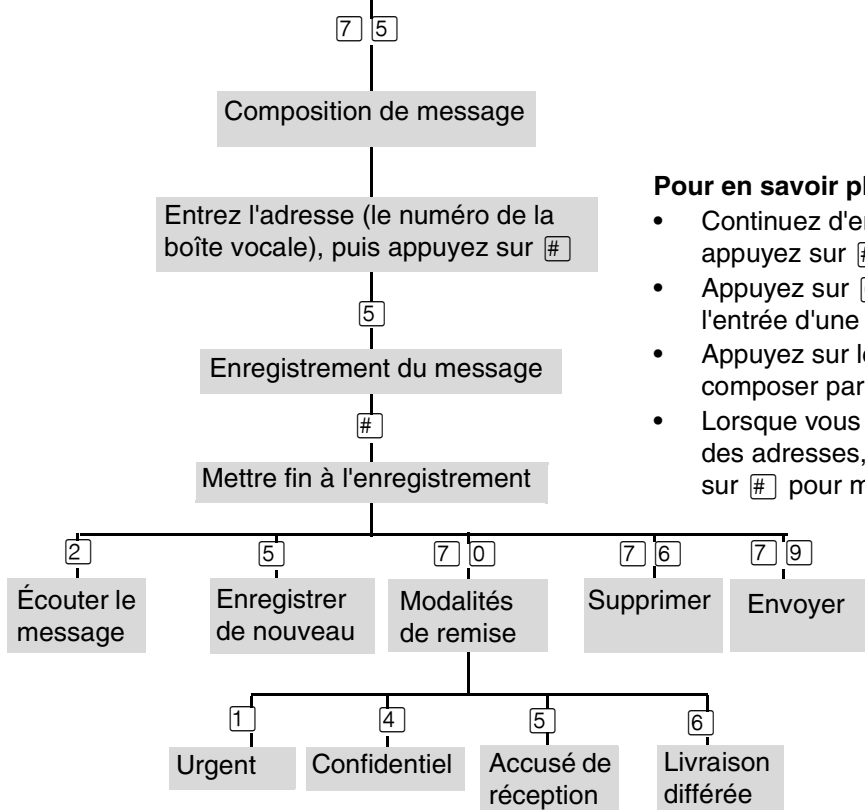 7 5
Composition de message
Entrez l'adresse (le numéro de la
boîte vocale), puis appuyez sur #
5
Enregistrement du message
#
Mettre fin à l'enregistrement
Pour en savoir
• Continuez
appuyez sur
• Appuyez sur
l'entrée d'une
• Appuyez sur
composer par
• Lorsque vous
des adresses,
sur # pour
2 5 7 0 7 6 7 9
Écouter le
message
Enregistrer
de nouveau
Modalités
de remise
Supprimer
Envoyer
1 4 5 6
Urgent
Confidentiel
Accusé de
réception
Livraison
différée